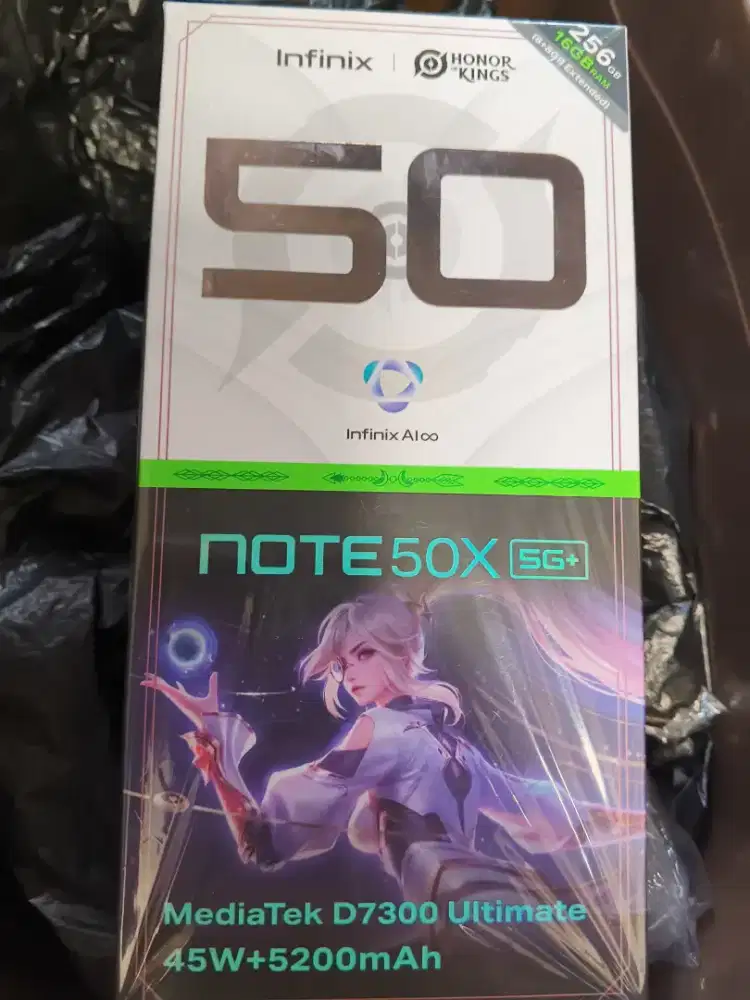 Infinix | HONOR
OF KINGS
256GB
16GB RAM
(8+8GB Extended)
50
Infinix AI∞
NOTE 50X 5G+
MediaTek D7300 Ultimate
45W+5200mAh